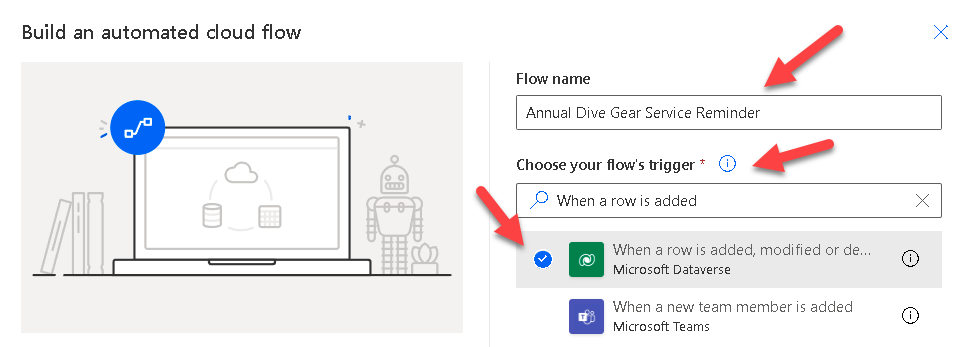 Build an automated cloud flow
Flow name
Annual Dive Gear Service Reminder
Choose your flow's trigger *
When a row is added
When a row is added, modified or de...
Microsoft Dataverse
When a new team member is added
Microsoft Teams